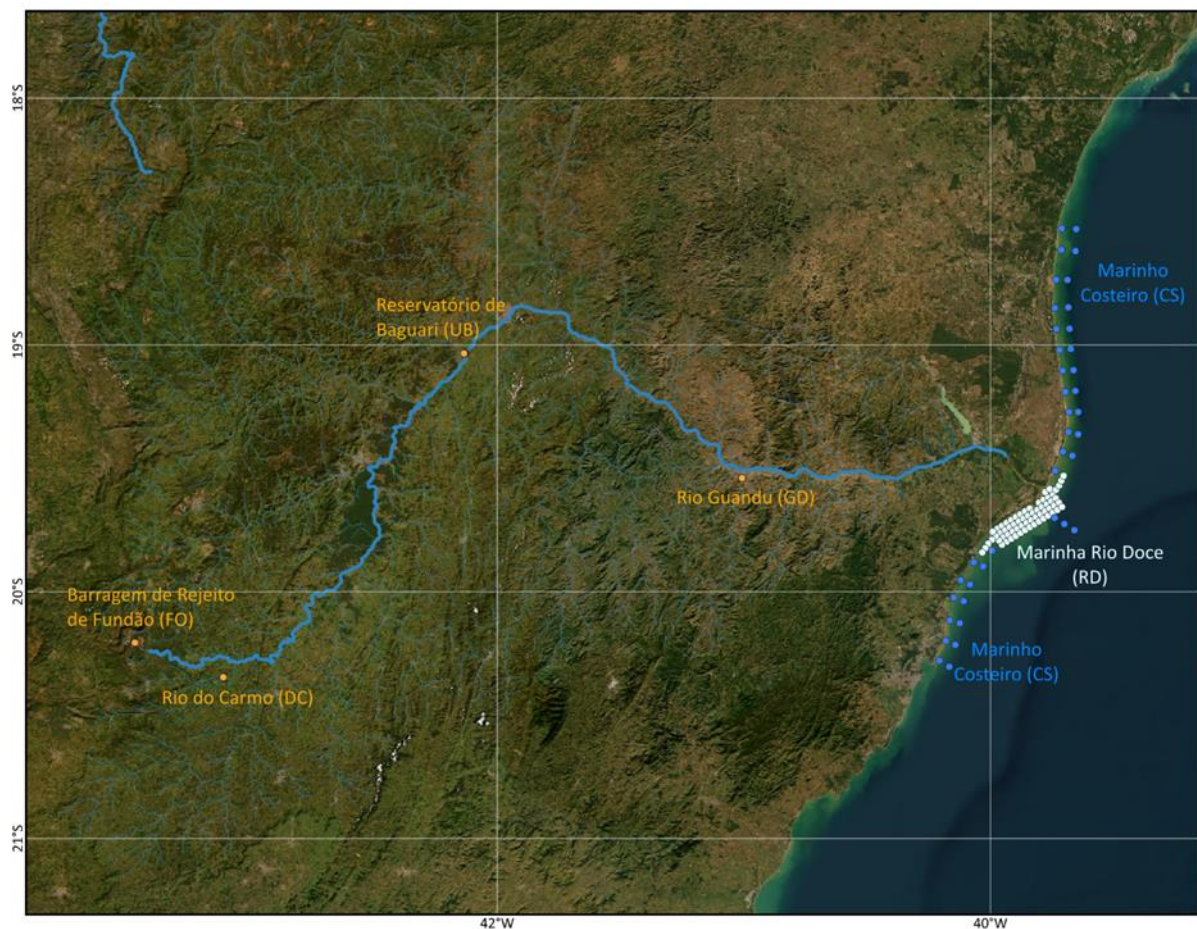 18°S
Marinho
Costeiro (CS)
Reservatório de
Baguari (UB)
19°S
Rio Guandu (GD)
Marinha Rio Doce
(RD)
Barragem de Rejeito
de Fundão (FO)
20°S
Marinho
Costeiro (CS)
Rio do Carmo (DC)
21°S
42°W
40°W